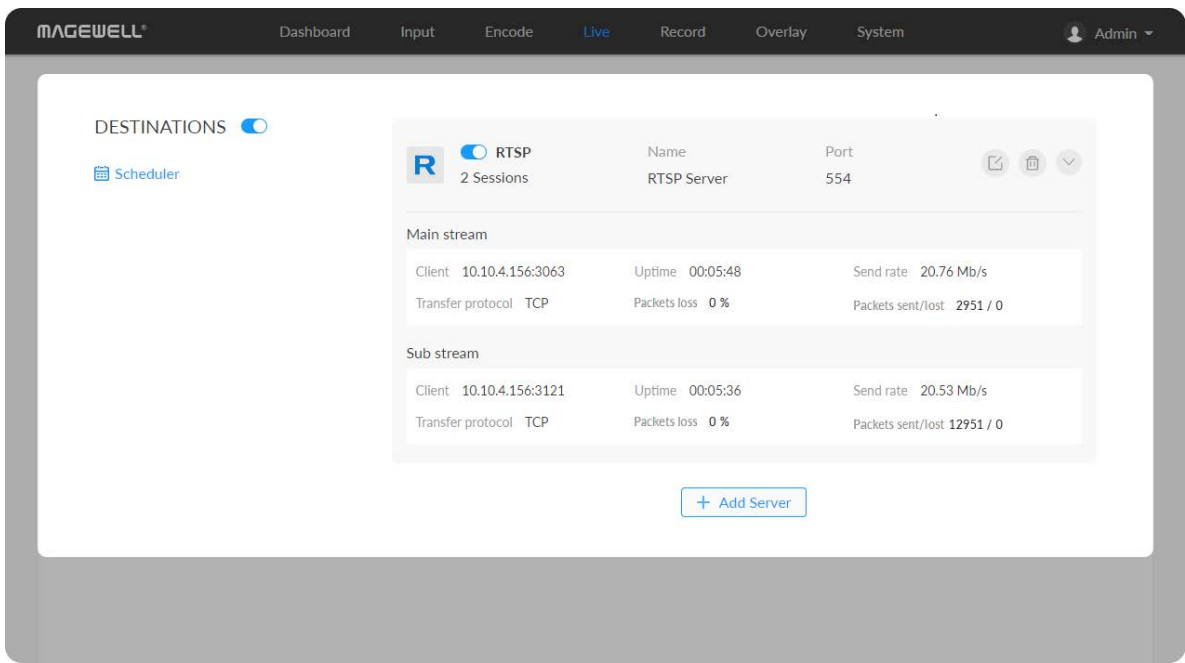 MAGEWELL®
Dashboard Input Encode Live Record Overlay System Admin
DESTINATIONS
Scheduler
R
RTSP Name Port
2 Sessions RTSP Server 554
Main stream
Client 10.10.4.156:3063 Uptime 00:05:48 Send rate 20.76 Mb/s
Transfer protocol TCP Packets loss 0 % Packets sent/lost 2951 / 0
Sub stream
Client 10.10.4.156:3121 Uptime 00:05:36 Send rate 20.53 Mb/s
Transfer protocol TCP Packets loss 0 % Packets sent/lost 12951 / 0
+ Add Server